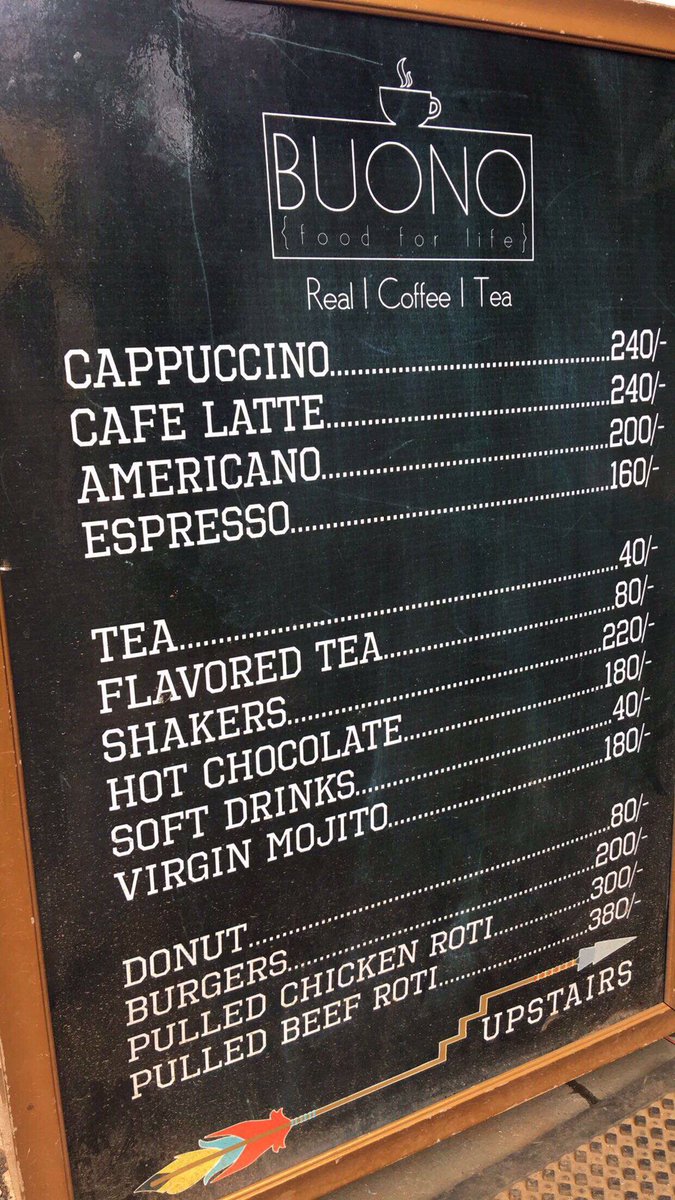 BUONO
{food for life}
Real | Coffee | Tea
CAPPUCCINO........................................240/-
CAFE LATTE........................................240/-
AMERICANO........................................200/-
ESPRESSO........................................160/-
TEA........................................40/-
FLAVORED TEA........................................80/-
SHAKERS........................................220/-
HOT CHOCOLATE........................................180/-
SOFT DRINKS........................................40/-
VIRGIN MOJITO........................................180/-
DONUT........................................80/-
BURGERS........................................200/-
PULLED CHICKEN ROTI....................300/-
PULLED BEEF ROTI............................380/-
UPSTAIRS